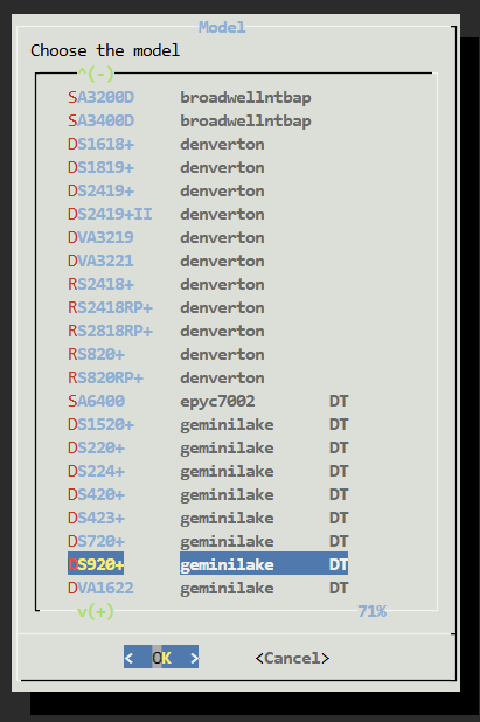 Model
Choose the model
^(-)
SA3200D broadwellntbap
SA3400D broadwellntbap
DS1618+ denverton
DS1819+ denverton
DS2419+ denverton
DS2419+II denverton
DVA3219 denverton
DVA3221 denverton
RS2418+ denverton
RS2418RP+ denverton
RS2818RP+ denverton
RS820+ denverton
RS820RP+ denverton
SA6400 epyc7002 DT
DS1520+ geminilake DT
DS220+ geminilake DT
DS224+ geminilake DT
DS420+ geminilake DT
DS423+ geminilake DT
DS720+ geminilake DT
DS920+ geminilake DT
DVA1622 geminilake DT
v(+) 71%
< OK > <Cancel>